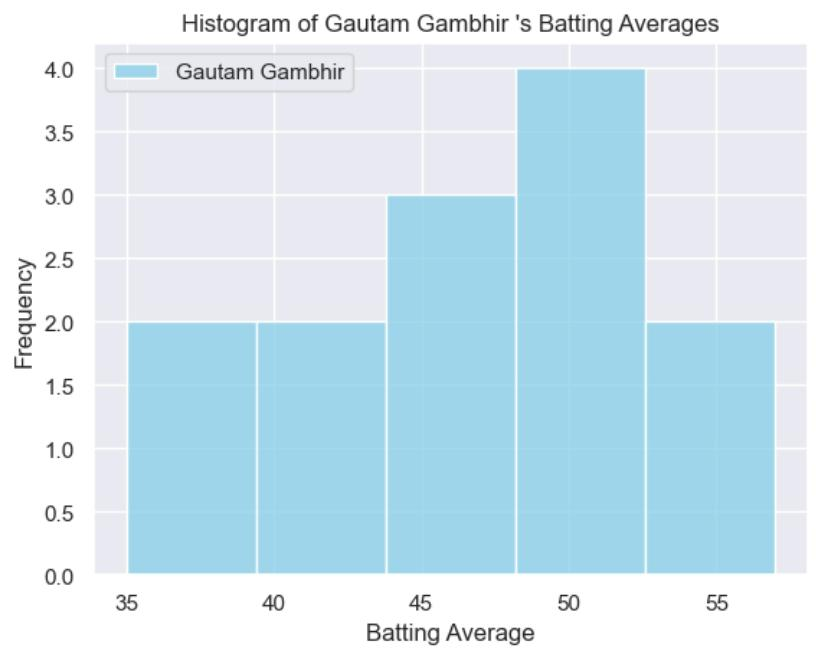 Histogram of Gautam Gambhir 's Batting Averages
Gautam Gambhir
4.0
3.5
3.0
2.5
2.0
1.5
1.0
0.5
0.0
Frequency
35 40 45 50 55
Batting Average